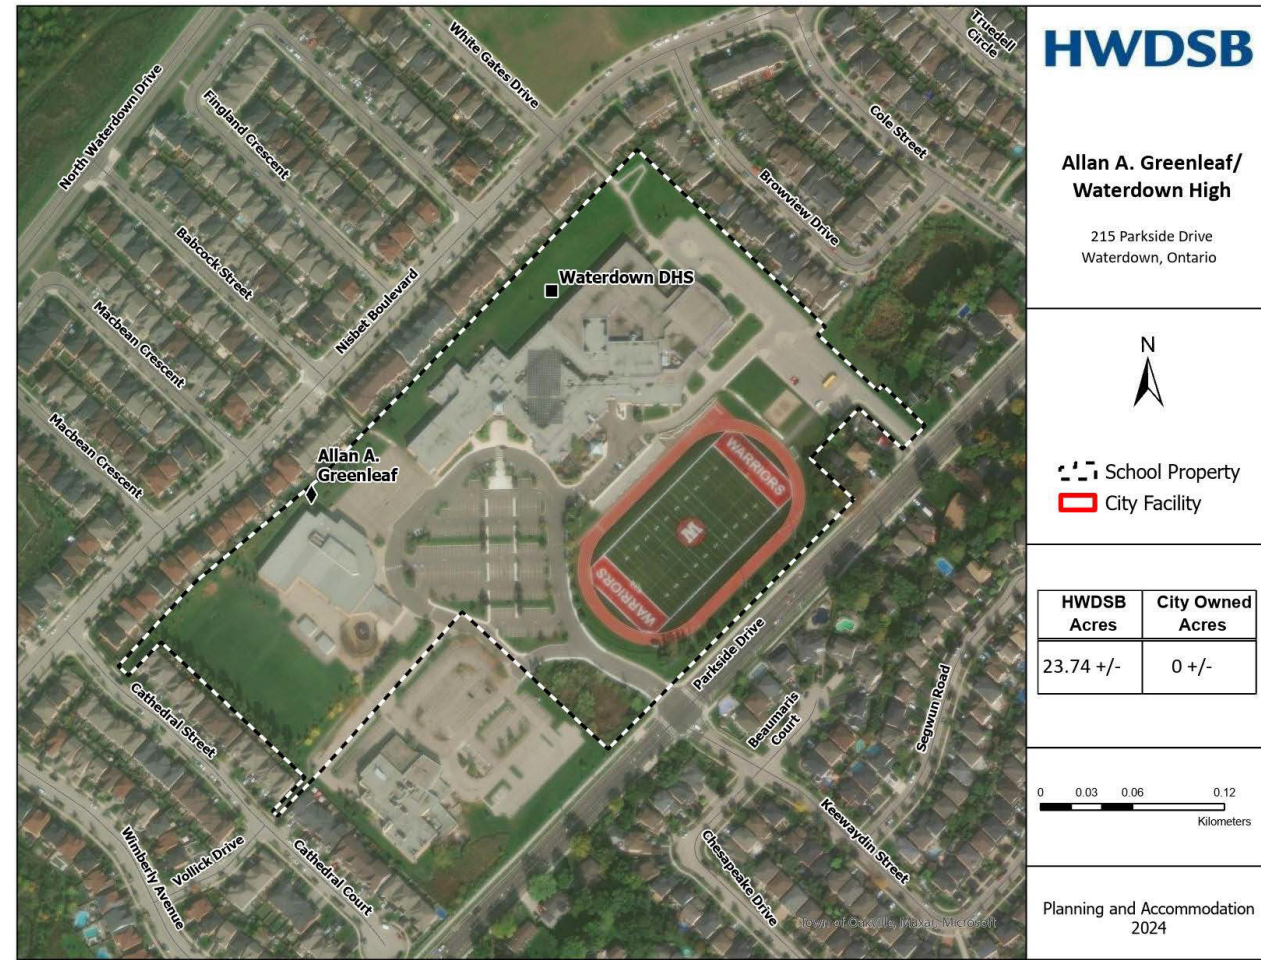 White Gates Drive
Truedell
Circle
North Waterdown Drive
Fingland Crescent
Cole Street
Browview Drive
Babcock Street
Waterdown DHS
Nisbet Boulevard
Macbean Crescent
Macbean Crescent
Allan A.
Greenleaf
WARRIORS
W
WARRIORS
Parkside Drive
Cathedral Street
Beaumaris
Court
Segwun Road
Wimberly Avenue
Vollick Drive
Cathedral Court
Chesapeake Drive
Keewaydin Street
Town of Oakville, Maxar, Microsoft
HWDSB
Allan A. Greenleaf/
Waterdown High
215 Parkside Drive
Waterdown, Ontario
N
School Property
City Facility
HWDSB City Owned
Acres Acres
23.74 +/- 0 +/-
0 0.03 0.06 0.12
Kilometers
Planning and Accommodation
2024